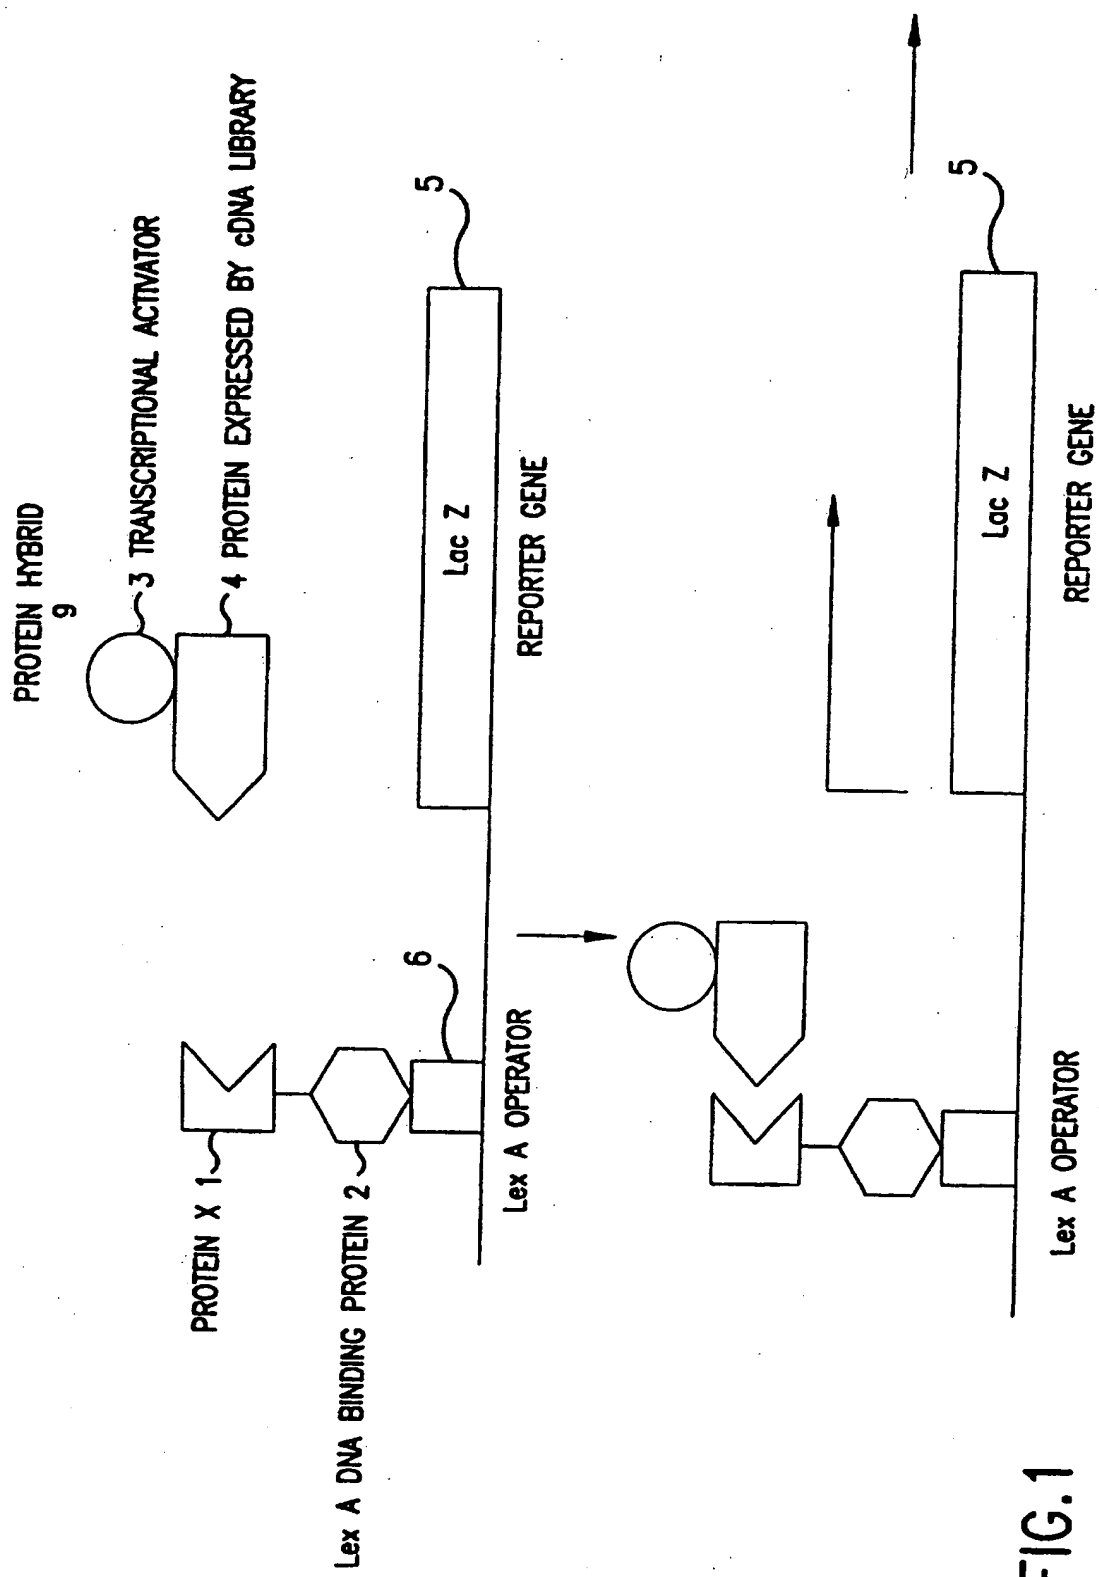 PROTEIN HYBRID
9
3 TRANSCRIPTIONAL ACTIVATOR
4 PROTEIN EXPRESSED BY cDNA LIBRARY
PROTEIN X 1
Lex A DNA BINDING PROTEIN 2
6
5
Lac Z
Lex A OPERATOR
REPORTER GENE
5
Lac Z
Lex A OPERATOR
REPORTER GENE
FIG.1